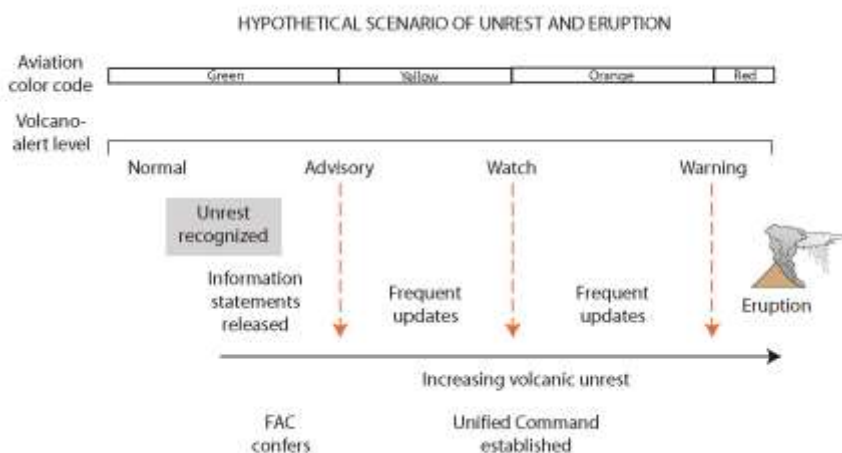 HYPOTHETICAL SCENARIO OF UNREST AND ERUPTION
Aviation
color code
Green
Yellow
Orange
Red
Volcano-
alert level
Normal
Advisory
Watch
Warning
Unrest
recognized
Information
statements
released
Frequent
updates
Frequent
updates
Eruption
Increasing volcanic unrest
FAC
confers
Unified Command
established